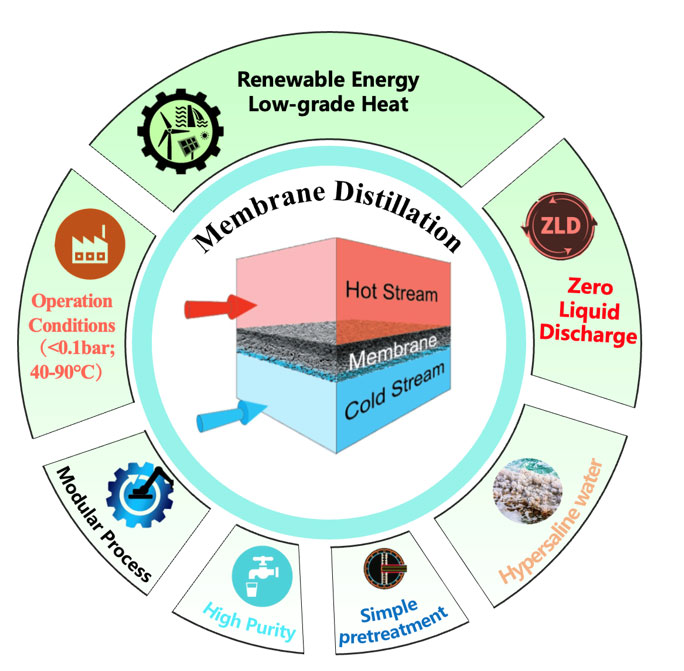 Renewable Energy
Low-grade Heat
ZLD
Zero
Liquid
Discharge
Hypersaline water
Simple
pretreatment
High Purity
Modular Process
Operation
Conditions
（<0.1bar;
40-90℃）
Membrane Distillation
Hot Stream
Membrane
Cold Stream